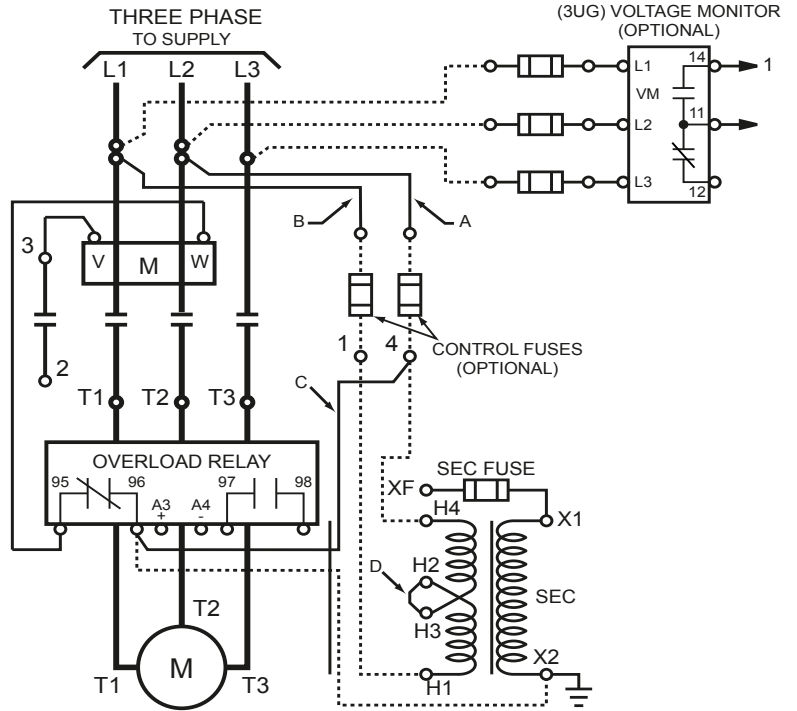 THREE PHASE
TO SUPPLY
(3UG) VOLTAGE MONITOR
(OPTIONAL)
L1 L2 L3
L1
VM
14
1
L2
11
L3
12
B
A
3
V M W
2
1 4
CONTROL FUSES
(OPTIONAL)
C
T1 T2 T3
OVERLOAD RELAY
95 96 97 98
A3
+
A4
-
SEC FUSE
XF
H4
X1
D
H2
H3
SEC
H1
X2
T2
M
T1 T3